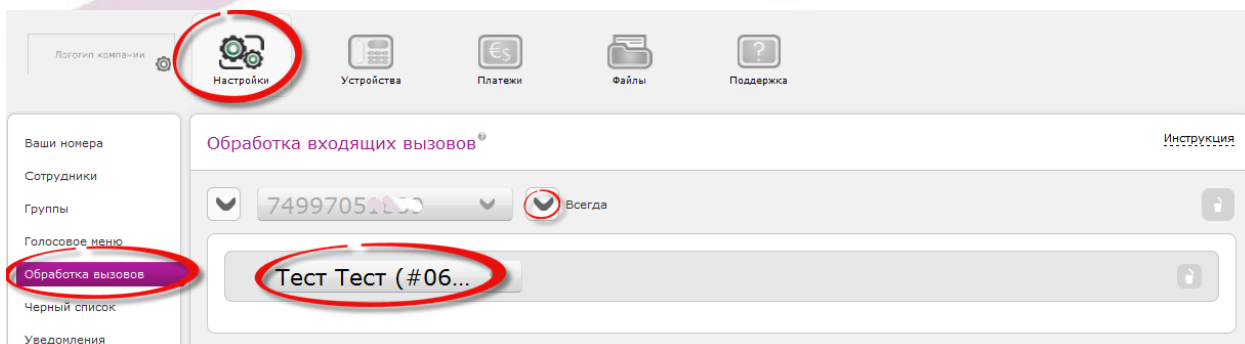 Логотип компании
Настройки
Устройства
Платежи
Файлы
Поддержка
Ваши номера
Сотрудники
Группы
Голосовое меню
Обработка вызовов
Черный список
Уведомления
Обработка входящих вызовов
Инструкция
Всегда
Тест Тест (#06...